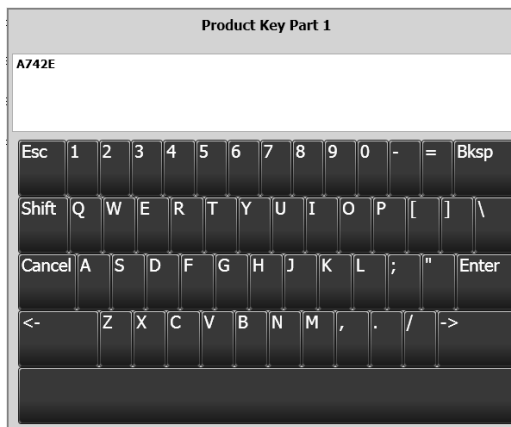 Product Key Part 1
A742E
Esc 1 2 3 4 5 6 7 8 9 0 - = Bksp
Shift Q W E R T Y U I O P [ ] \
Cancel A S D F G H J K L ; " Enter
<- Z X C V B N M , . / ->